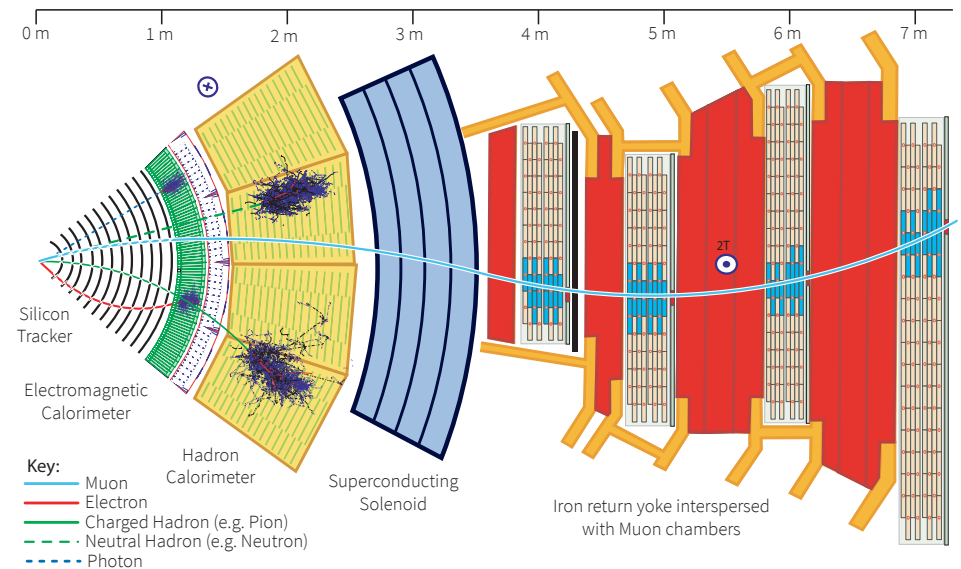 0 m 1 m 2 m 3 m 4 m 5 m 6 m 7 m
2T
Silicon
Tracker
Electromagnetic
Calorimeter
Hadron
Calorimeter
Superconducting
Solenoid
Iron return yoke interspersed
with Muon chambers
Key:
Muon
Electron
Charged Hadron (e.g. Pion)
Neutral Hadron (e.g. Neutron)
Photon